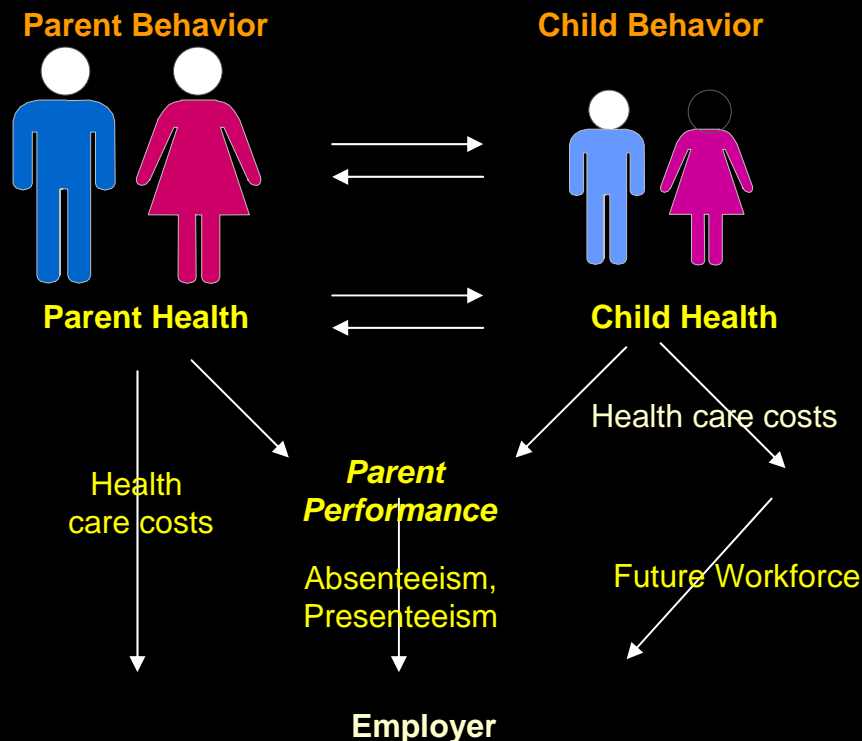 Parent Behavior
Child Behavior
Parent Health
Child Health
Health care costs
Health
care costs
Parent
Performance
Absenteeism,
Presenteeism
Future Workforce
Employer